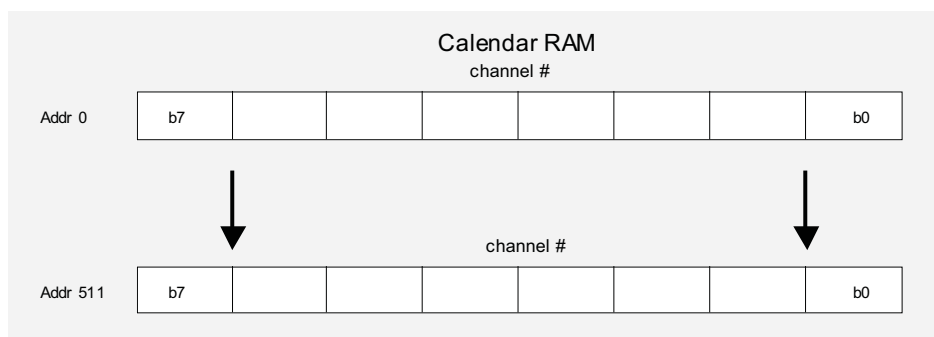 Calendar RAM
channel #
Addr 0 b7 b0
channel #
Addr 511 b7 b0